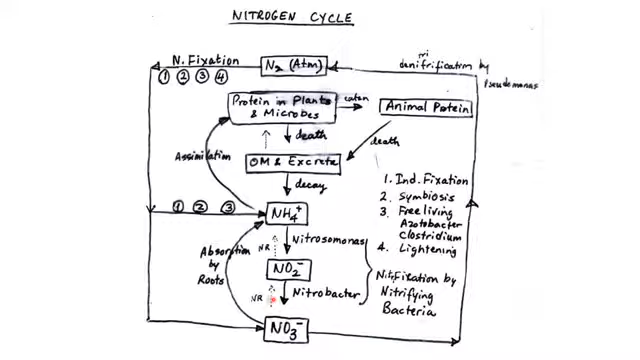 NITROGEN CYCLE
N. Fixation
① ② ③ ④
N₂ (Atm)
tri
denitrification by
Pseudomonas
Protein in Plants
& Microbes
eaten
Animal Protein
death
death
OM & Excreta
Assimilation
decay
① ② ③
NH₄⁺
1. Ind. Fixation
2. Symbiosis
3. Free living
Azotobacter
Clostridium
4. Lightening
Absorption
by
Roots
NR
Nitrosomonas
NO₂⁻
NR
Nitrobacter
Nitrification by
Nitrifying
Bacteria
NO₃⁻